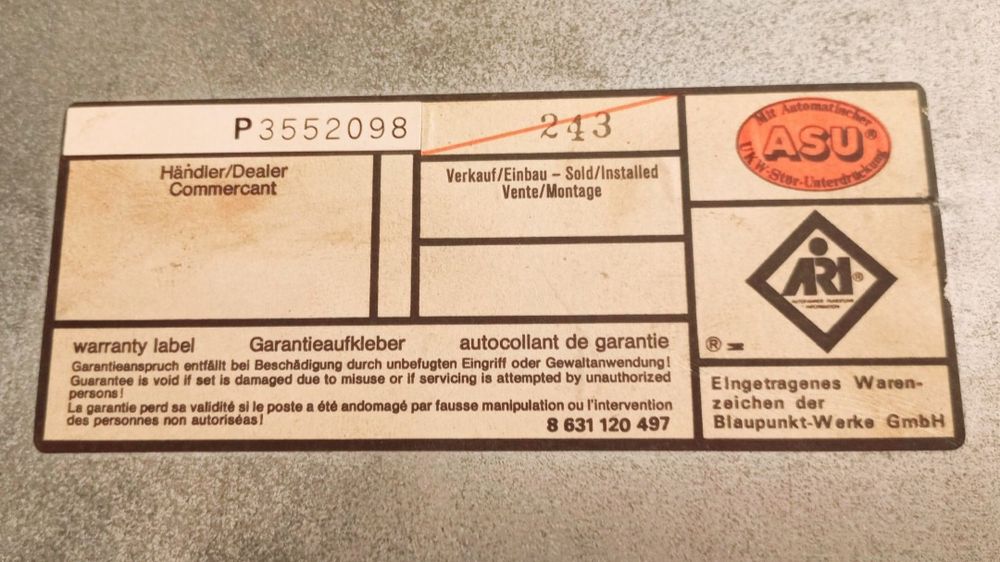 P3552098
243
Händler/Dealer
Commercant
Verkauf/Einbau – Sold/Installed
Vente/Montage
Mit Automatischer
ASU®
UKW-Stör-Unterdrückung
ARI®
AUTOFAHRER RUNDFUNK
INFORMATION
®
warranty label Garantieaufkleber autocollant de garantie
Garantieanspruch entfällt bei Beschädigung durch unbefugten Eingriff oder Gewaltanwendung!
Guarantee is void if set is damaged due to misuse or if servicing is attempted by unauthorized
persons!
La garantie perd sa validité si le poste a été andomagé par fausse manipulation ou l'intervention
des personnes non autoriséas!
8 631 120 497
Eingetragenes Waren-
zeichen der
Blaupunkt-Werke GmbH